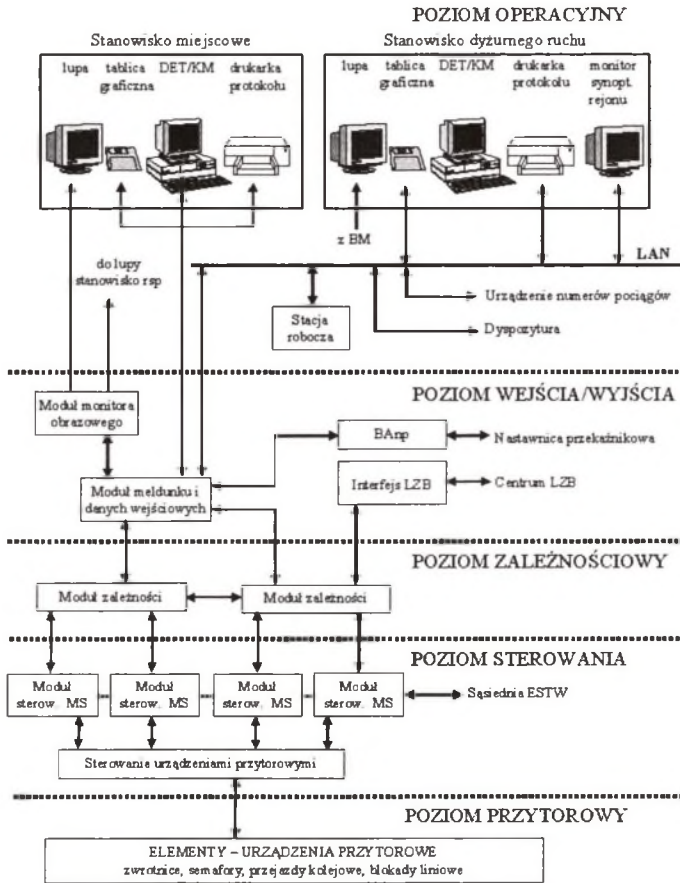 POZIOM OPERACYJNY
Stanowisko miejscowe
Stanowisko dyżurnego ruchu
lupa tablica DET/KM drukarka
graficzna protokołu
lupa tablica DET/KM drukarka monitor
graficzna protokołu synopt.
rejonu
z BM
LAN
do lupy
stanowisko rsp
Stacja
robocza
Urządzenie numerów pociągów
Dyspozytura
POZIOM WEJŚCIA/WYJŚCIA
Moduł monitora
obrazowego
BAnp
Nastawnica przekaźnikowa
Moduł meldunku i
danych wejściowych
Interfejs LZB
Centrum LZB
POZIOM ZALEŻNOŚCIOWY
Moduł zależności
Moduł zależności
POZIOM STEROWANIA
Moduł
sterow. MS
Moduł
sterow. MS
Moduł
sterow. MS
Moduł
sterow. MS
Sąsiednia ESTW
Sterowanie urządzeniami przytorowymi
POZIOM PRZYTOROWY
ELEMENTY – URZĄDZENIA PRZYTOROWE
zwrotnice, semafory, przejazdy kolejowe, blokady liniowe